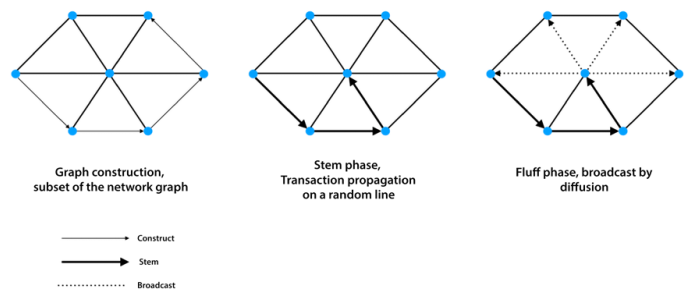 Graph construction,
subset of the network graph
Stem phase,
Transaction propagation
on a random line
Fluff phase, broadcast by
diffusion
Construct
Stem
Broadcast